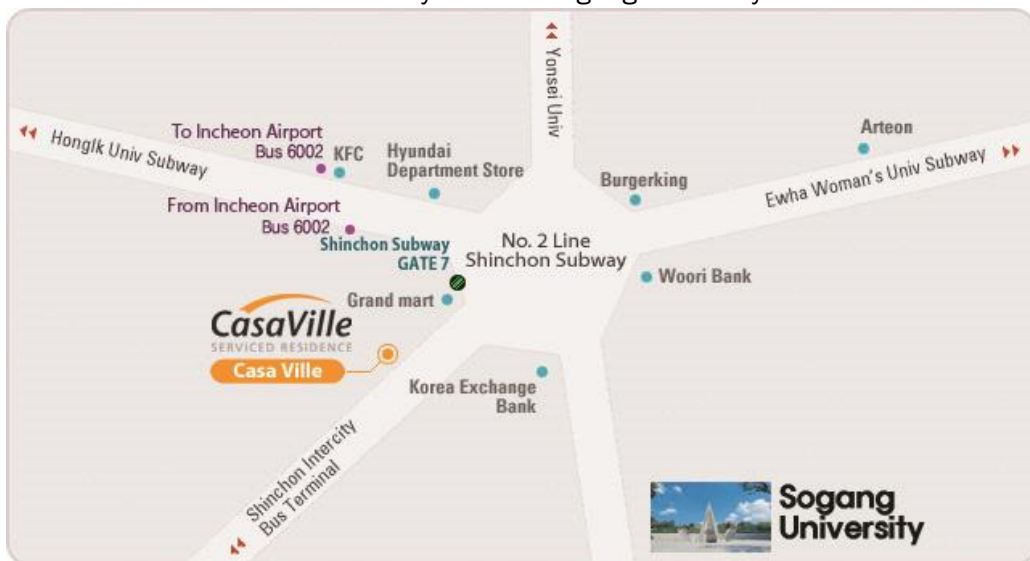 Yonsei Univ
Arteon
To Incheon Airport
Bus 6002
KFC
Hyundai
Department Store
Honglk Univ Subway
Burgerking
Ewha Woman's Univ Subway
From Incheon Airport
Bus 6002
Shinchon Subway
GATE 7
No. 2 Line
Shinchon Subway
Woori Bank
Grand mart
CasaVille
SERVICED RESIDENCE
Casa Ville
Korea Exchange
Bank
Shinchon Intercity
Bus Terminal
Sogang
University